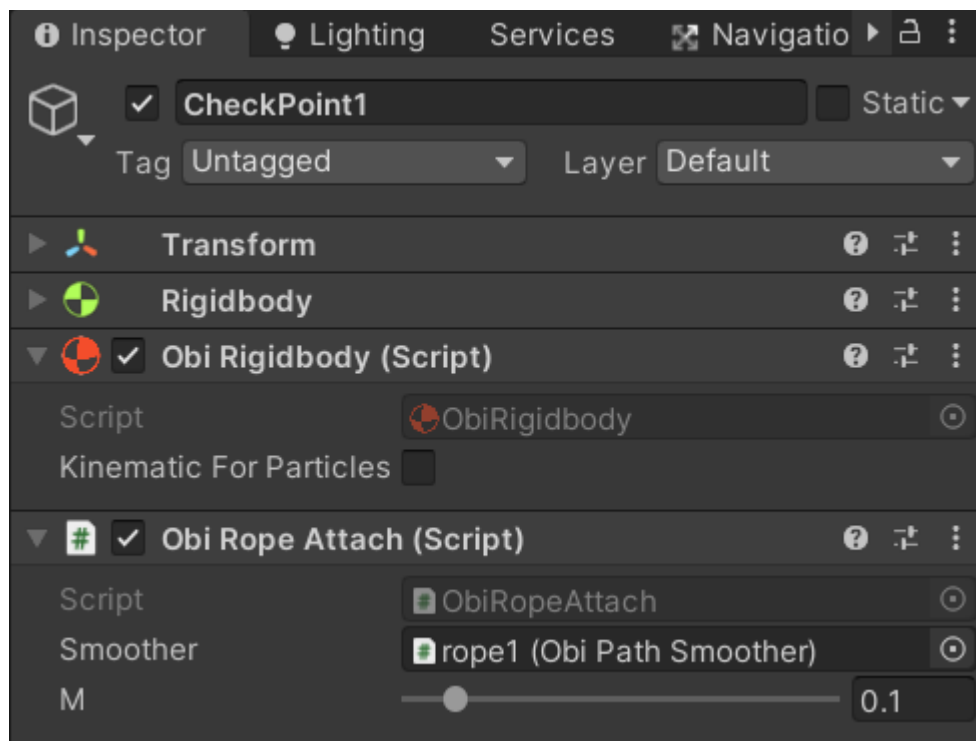 Inspector Lighting Services Navigatio
CheckPoint1 Static
Tag Untagged Layer Default
Transform
Rigidbody
Obi Rigidbody (Script)
Script ObiRigidbody
Kinematic For Particles
Obi Rope Attach (Script)
Script ObiRopeAttach
Smoother rope1 (Obi Path Smoother)
M 0.1